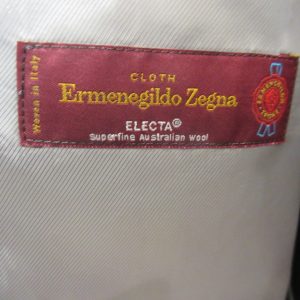 Woven in Italy
CLOTH
Ermenegildo Zegna
ELECTA®
Superfine Australian Wool